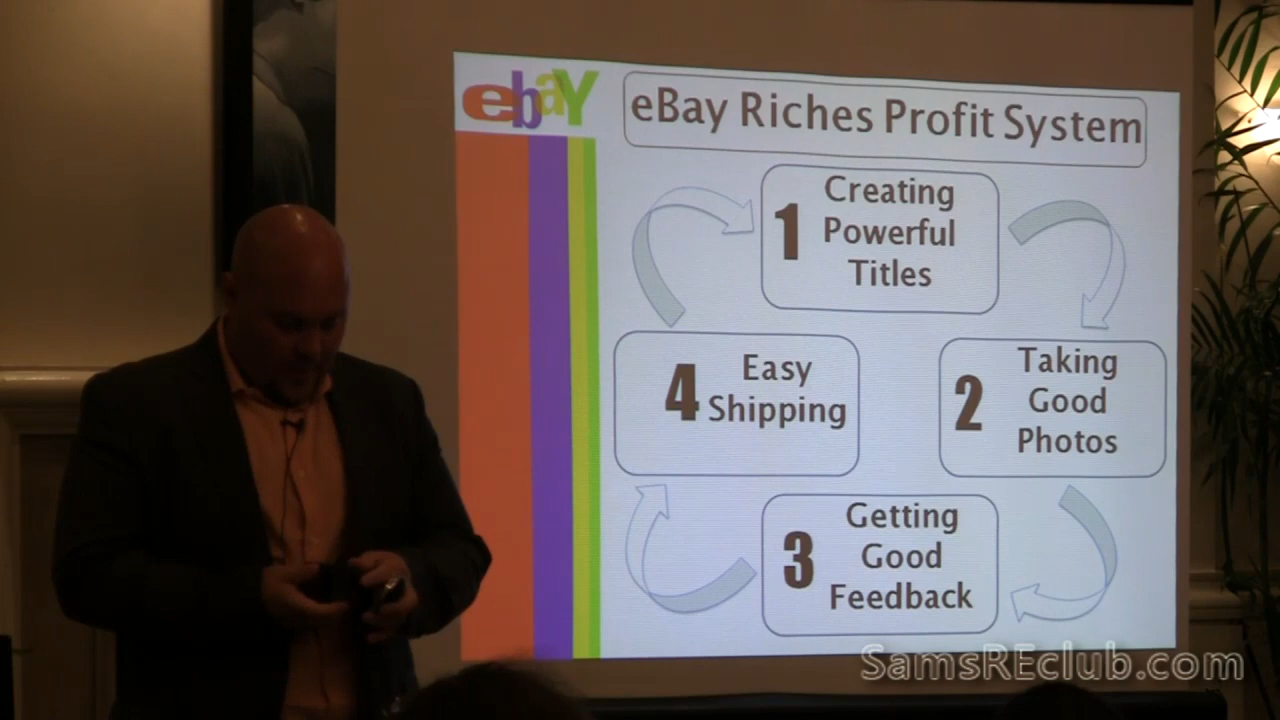 ebaY
eBay Riches Profit System
1
Creating
Powerful
Titles
2
Taking
Good
Photos
3
Getting
Good
Feedback
4
Easy
Shipping
SamsREclub.com